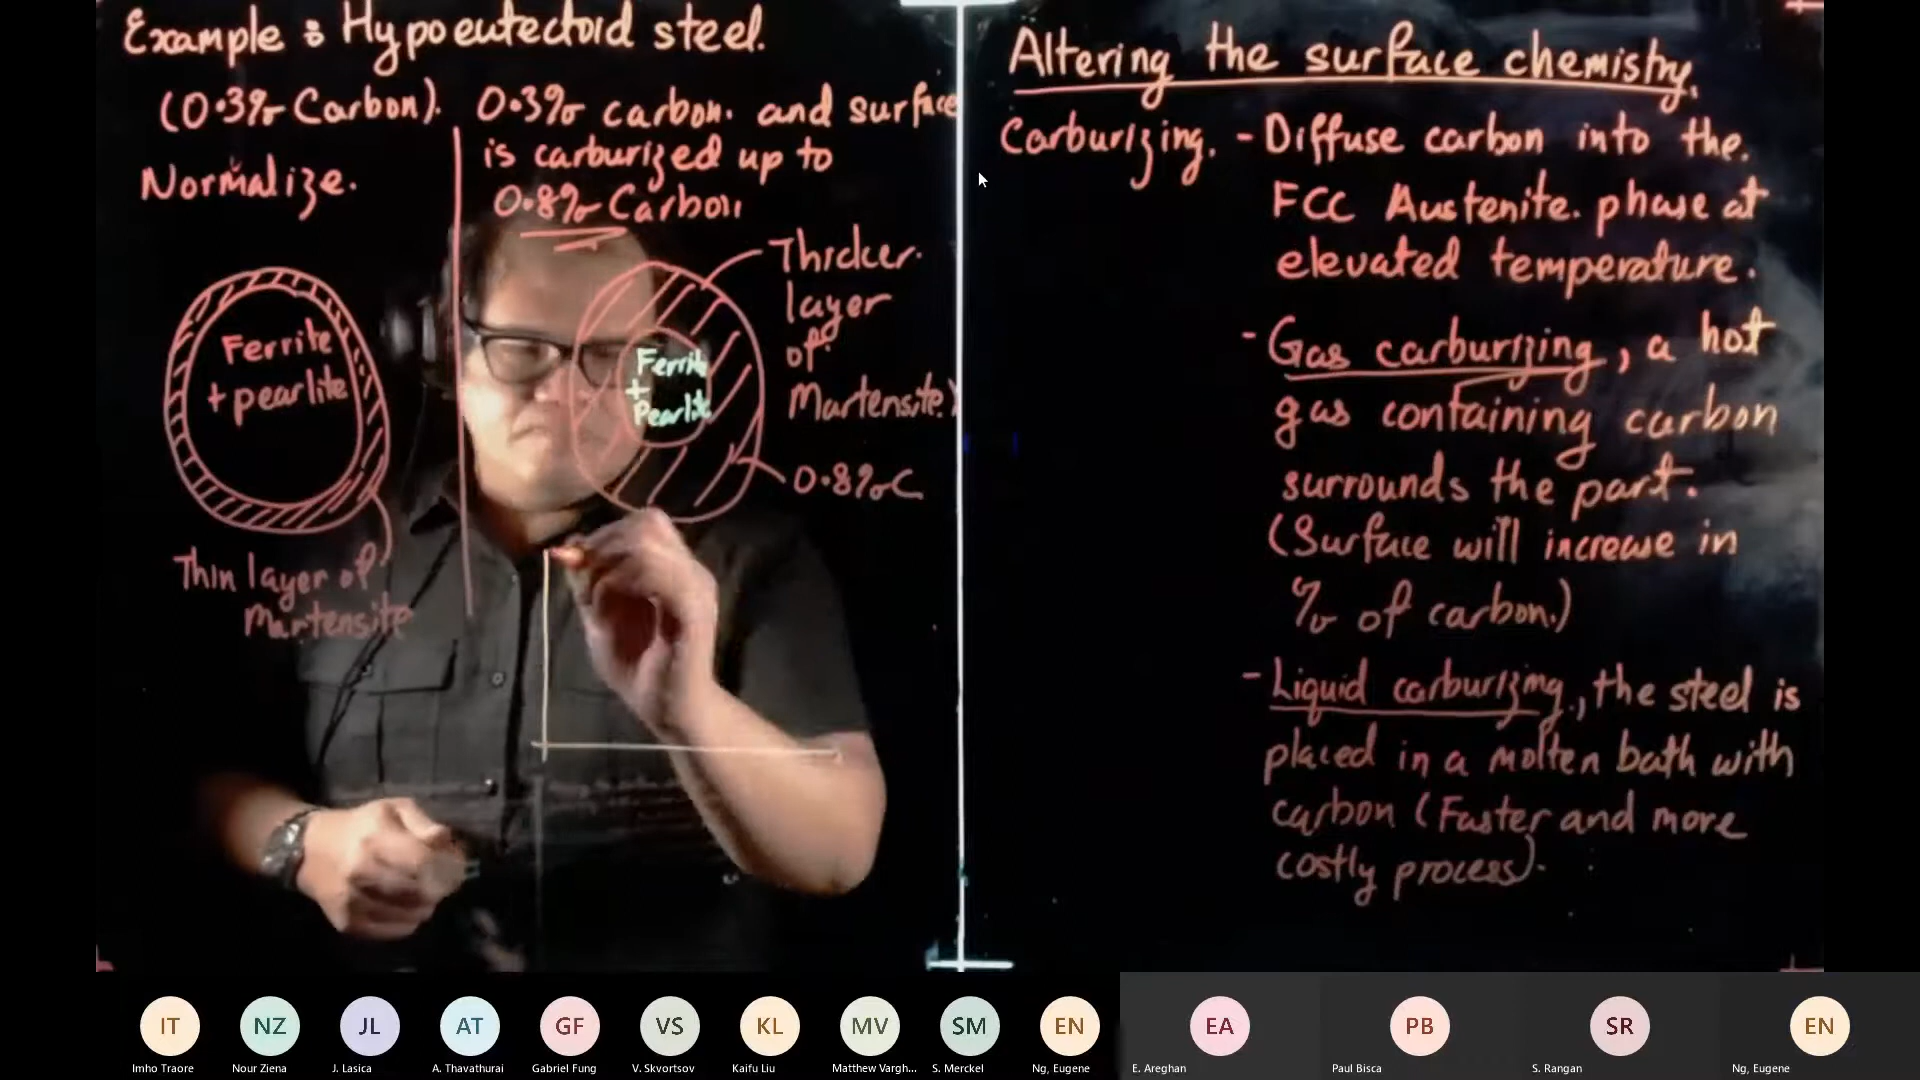 Example : Hypoeutectoid steel.
(0.3% Carbon).
Normalize.
Ferrite
+ pearlite
Thin layer of
Martensite
0.3% carbon. and surface
is carburized up to
0.8% Carbon
Thicker
layer
of
Martensite.)
Ferrite
+
Pearlite
0.8%C
Altering the surface chemistry.
Carburizing. - Diffuse carbon into the.
FCC Austenite. phase at
elevated temperature.
- Gas carburizing, a hot
gas containing carbon
surrounds the part.
(Surface will increase in
% of carbon.)
- Liquid carburizing, the steel is
placed in a molten bath with
carbon (Faster and more
costly process).
IT NZ JL AT GF VS KL MV SM EN EA PB SR EN
Imho Traore Nour Ziena J. Lasica A. Thavathurai Gabriel Fung V. Skvortsov Kaifu Liu Matthew Vargh... S. Merckel Ng, Eugene E. Areghan Paul Bisca S. Rangan Ng, Eugene